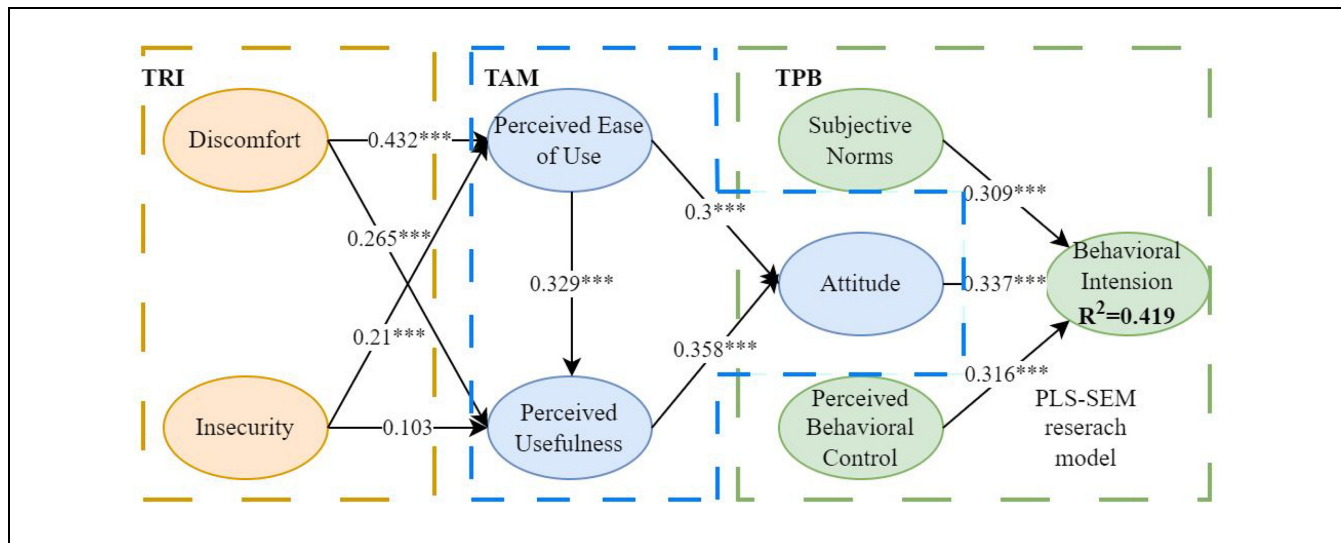 TRI
TAM
TPB
Discomfort
0.432***
Perceived Ease
of Use
Subjective
Norms
0.309***
0.3***
0.265***
0.329***
Attitude
0.337***
Behavioral
Intension
R²=0.419
0.21***
0.358***
0.316***
Insecurity
0.103
Perceived
Usefulness
Perceived
Behavioral
Control
PLS-SEM
reserach
model